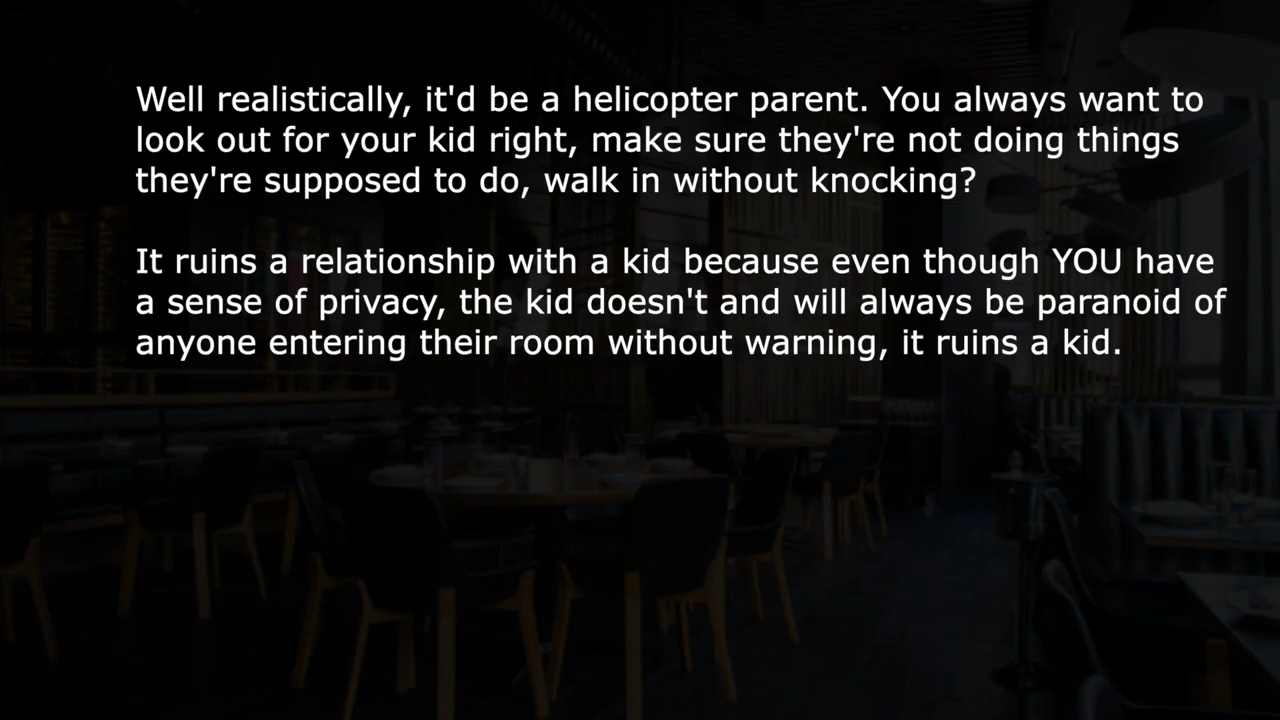 Well realistically, it'd be a helicopter parent. You always want to
look out for your kid right, make sure they're not doing things
they're supposed to do, walk in without knocking?
It ruins a relationship with a kid because even though YOU have
a sense of privacy, the kid doesn't and will always be paranoid of
anyone entering their room without warning, it ruins a kid.